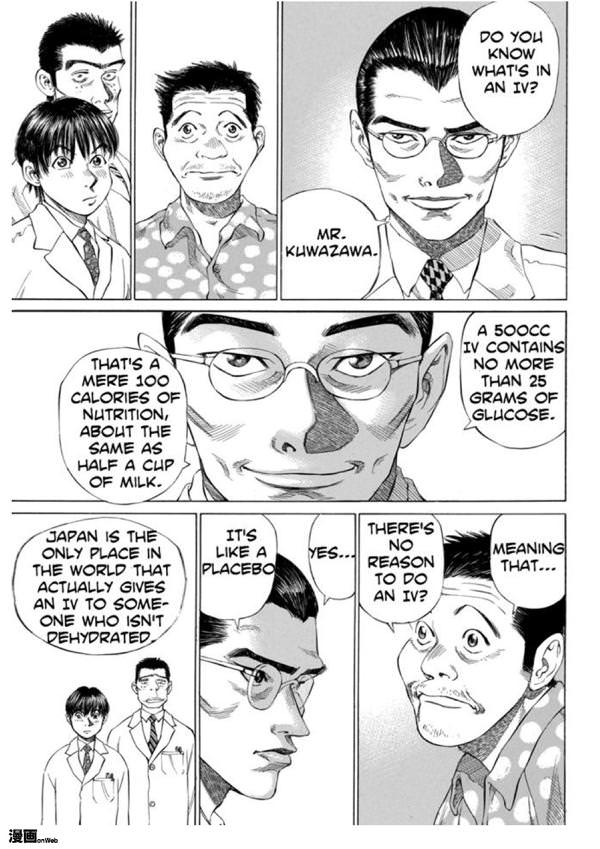 DO YOU
KNOW
WHAT'S IN
AN IV?
MR.
KUWAZAWA.
A 500CC
IV CONTAINS
NO MORE
THAN 25
GRAMS OF
GLUCOSE.
THAT'S A
MERE 100
CALORIES OF
NUTRITION,
ABOUT THE
SAME AS
HALF A CUP
OF MILK.
MEANING
THAT...
THERE'S
NO
REASON
TO DO
AN IV?
YES...
IT'S
LIKE A
PLACEBO
JAPAN IS THE
ONLY PLACE IN
THE WORLD THAT
ACTUALLY GIVES
AN IV TO SOME-
ONE WHO ISN'T
DEHYDRATED.
漫画onWeb